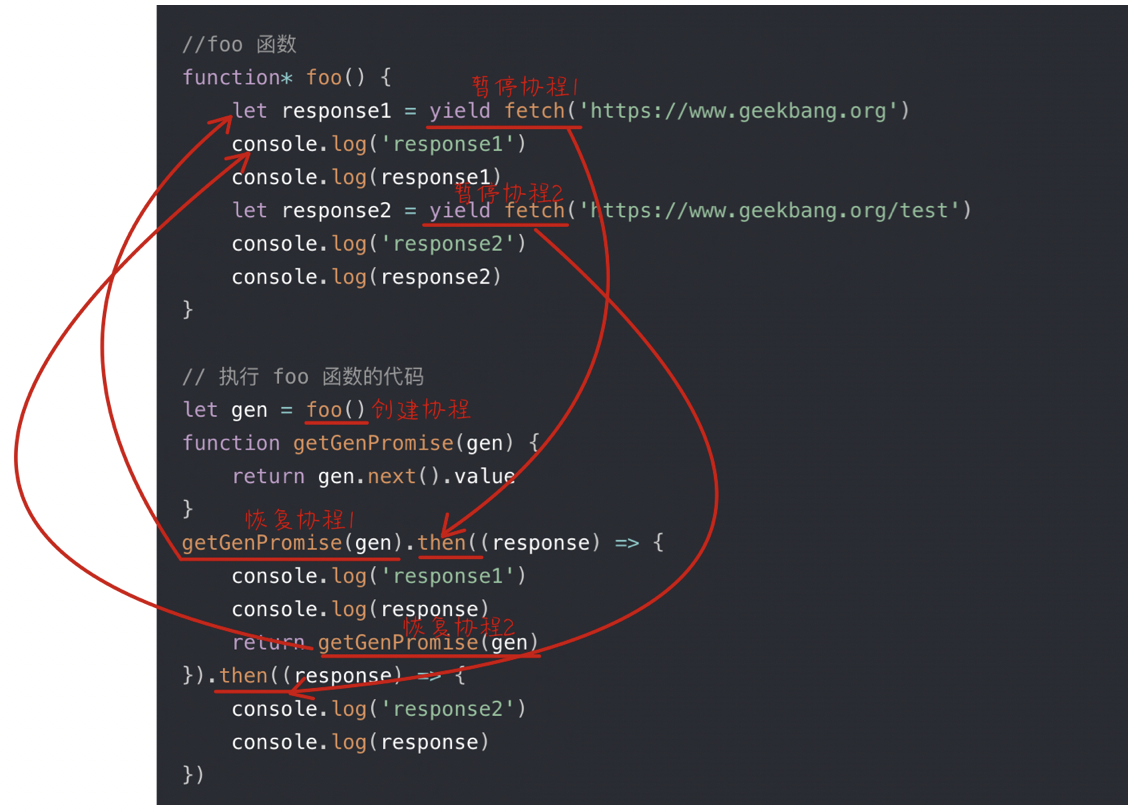 //foo 函数
function* foo() {
暂停协程1
let response1 = yield fetch('https://www.geekbang.org')
console.log('response1')
console.log(response1)
暂停协程2
let response2 = yield fetch('https://www.geekbang.org/test')
console.log('response2')
console.log(response2)
}
// 执行 foo 函数的代码
let gen = foo() 创建协程
function getGenPromise(gen) {
return gen.next().value
}
恢复协程1
getGenPromise(gen).then((response) => {
console.log('response1')
console.log(response)
恢复协程2
return getGenPromise(gen)
}).then((response) => {
console.log('response2')
console.log(response)
})